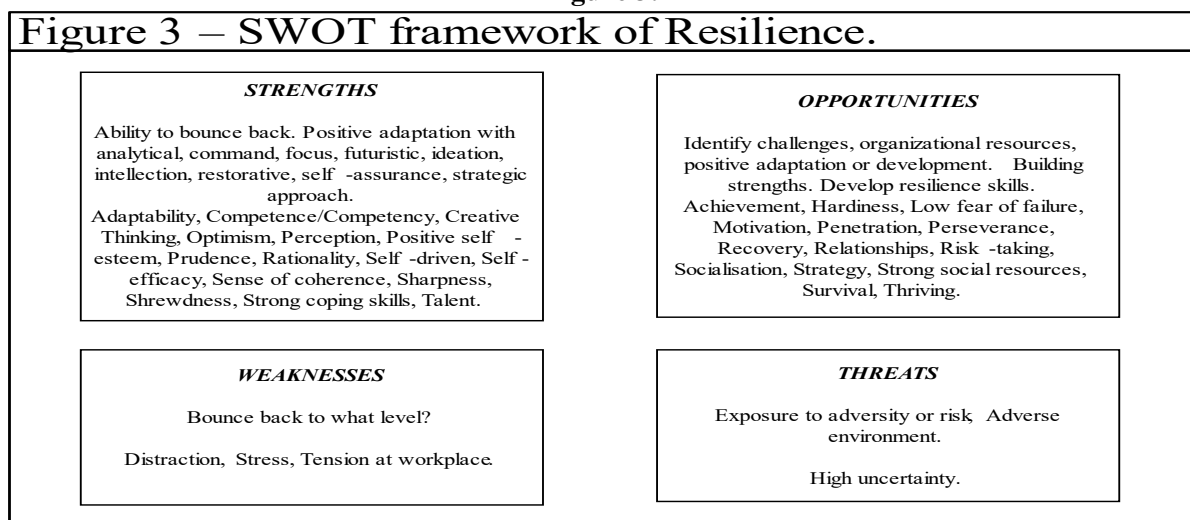 Figure 3 – SWOT framework of Resilience.
STRENGTHS
Ability to bounce back. Positive adaptation with
analytical, command, focus, futuristic, ideation,
intellection, restorative, self -assurance, strategic
approach.
Adaptability, Competence/Competency, Creative
Thinking, Optimism, Perception, Positive self -
esteem, Prudence, Rationality, Self -driven, Self -
efficacy, Sense of coherence, Sharpness,
Shrewdness, Strong coping skills, Talent.
OPPORTUNITIES
Identify challenges, organizational resources,
positive adaptation or development. Building
strengths. Develop resilience skills.
Achievement, Hardiness, Low fear of failure,
Motivation, Penetration, Perseverance,
Recovery, Relationships, Risk -taking,
Socialisation, Strategy, Strong social resources,
Survival, Thriving.
WEAKNESSES
Bounce back to what level?
Distraction, Stress, Tension at workplace.
THREATS
Exposure to adversity or risk, Adverse
environment.
High uncertainty.